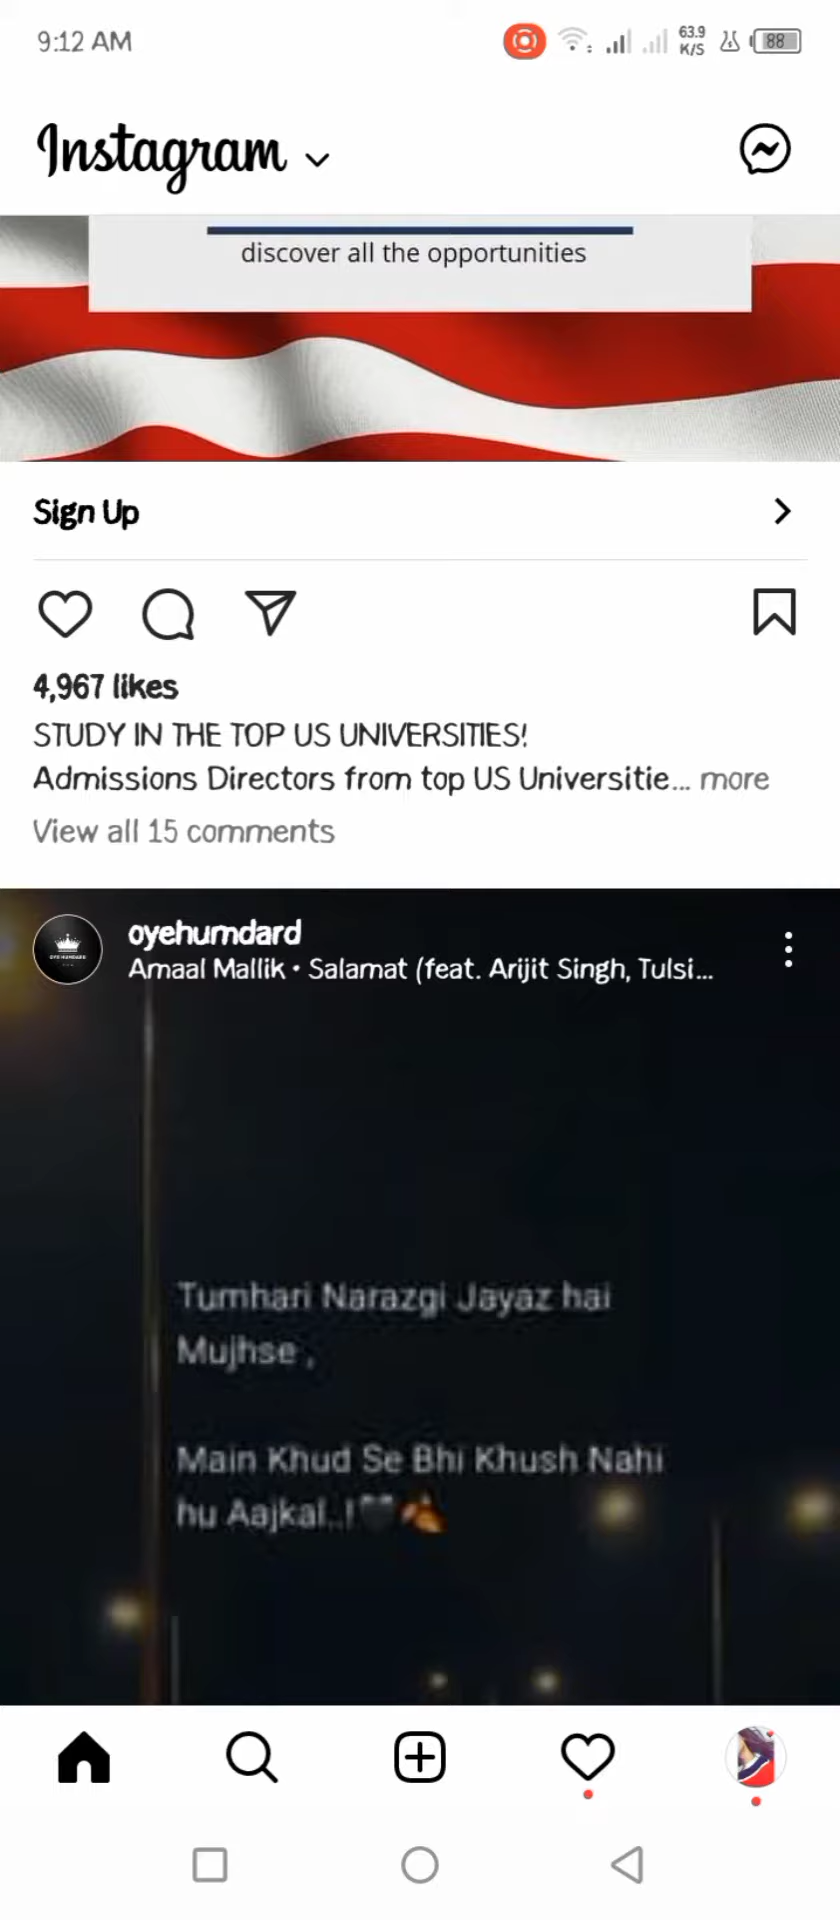 9:12 AM
63.9
K/S
88
Instagram
discover all the opportunities
Sign Up
4,967 likes
STUDY IN THE TOP US UNIVERSITIES!
Admissions Directors from top US Universitie... more
View all 15 comments
oyehumdard
Amaal Mallik • Salamat (feat. Arijit Singh, Tulsi...
Tumhari Narazgi Jayaz hai
Mujhse ,
Main Khud Se Bhi Khush Nahi
hu Aajkal..!🖤🍂